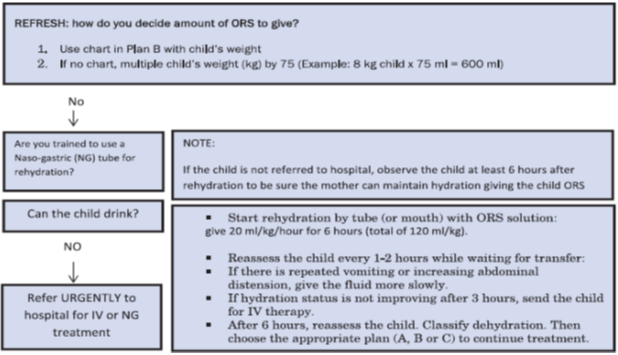 REFRESH: how do you decide amount of ORS to give?
1. Use chart in Plan B with child's weight
2. If no chart, multiple child's weight (kg) by 75 (Example: 8 kg child x 75 ml = 600 ml)
No
Are you trained to use a
Naso-gastric (NG) tube for
rehydration?
NOTE:
If the child is not referred to hospital, observe the child at least 6 hours after
rehydration to be sure the mother can maintain hydration giving the child ORS
Can the child drink?
NO
Refer URGENTLY to
hospital for IV or NG
treatment
▪ Start rehydration by tube (or mouth) with ORS solution:
give 20 ml/kg/hour for 6 hours (total of 120 ml/kg).
▪ Reassess the child every 1-2 hours while waiting for transfer:
▪ If there is repeated vomiting or increasing abdominal
distension, give the fluid more slowly.
▪ If hydration status is not improving after 3 hours, send the child
for IV therapy.
▪ After 6 hours, reassess the child. Classify dehydration. Then
choose the appropriate plan (A, B or C) to continue treatment.